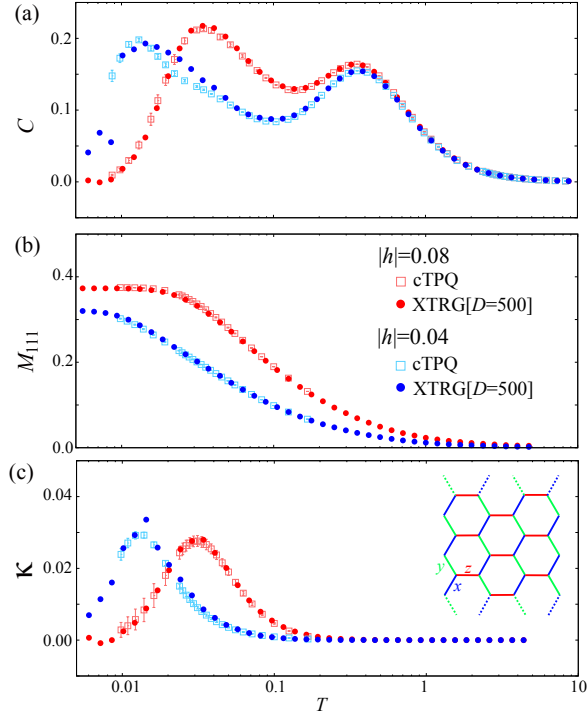 (a)
0.2
0.1
0.0
C
(b)
0.4
0.2
0.0
M111
|h|=0.08
cTPQ
XTRG[D=500]
|h|=0.04
cTPQ
XTRG[D=500]
(c)
0.04
0.02
0.00
κ
y z
x
0.01 0.1 1 10
T